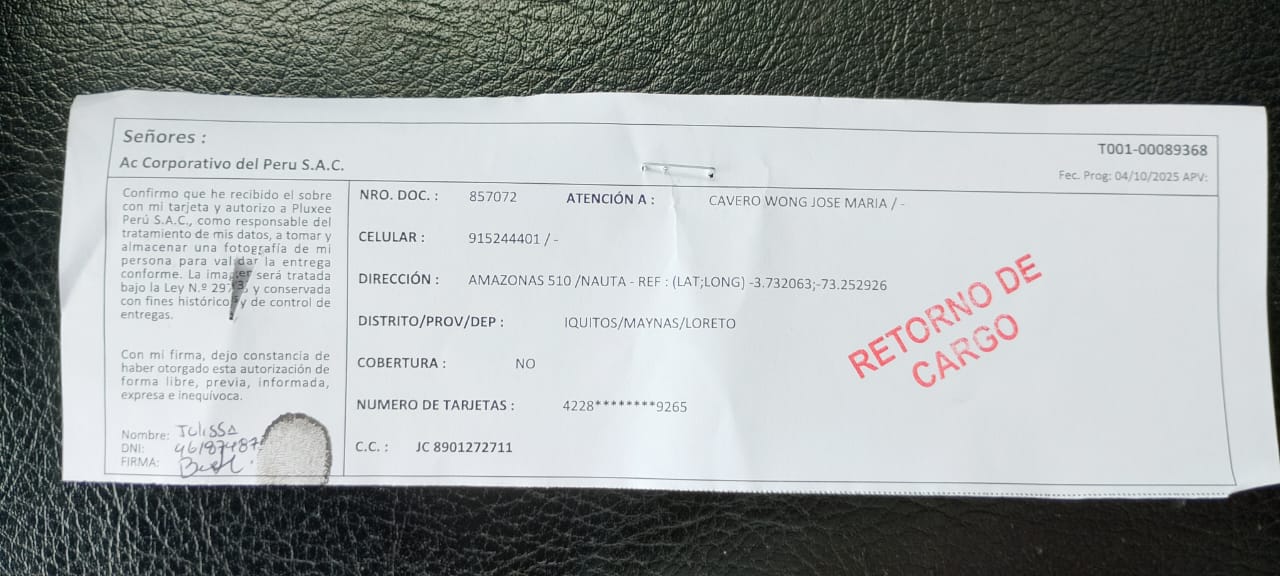 Señores :
Ac Corporativo del Peru S.A.C.
T001-00089368
Fec. Prog: 04/10/2025 APV:
Confirmo que he recibido el sobre
con mi tarjeta y autorizo a Pluxee
Perú S.A.C., como responsable del
tratamiento de mis datos, a tomar y
almacenar una fotografía de mi
persona para validar la entrega
conforme. La imagen será tratada
bajo la Ley N.º y conservada
con fines históricos y de control de
entregas.
Con mi firma, dejo constancia de
haber otorgado esta autorización de
forma libre, previa, informada,
expresa e inequívoca.
Nombre: Julissa
DNI: 46187487
FIRMA:
NRO. DOC. : 857072 ATENCIÓN A : CAVERO WONG JOSE MARIA / -
CELULAR : 915244401 / -
DIRECCIÓN : AMAZONAS 510 /NAUTA - REF : (LAT;LONG) -3.732063;-73.252926
DISTRITO/PROV/DEP : IQUITOS/MAYNAS/LORETO
COBERTURA : NO
NUMERO DE TARJETAS : 4228********9265
C.C. : JC 8901272711
RETORNO DE
CARGO